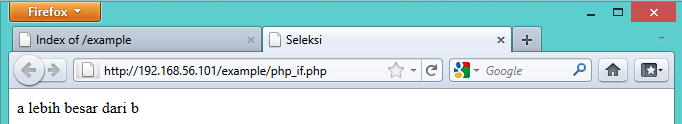 Firefox
Index of /example
Seleksi
http://192.168.56.101/example/php_if.php
Google
a lebih besar dari b